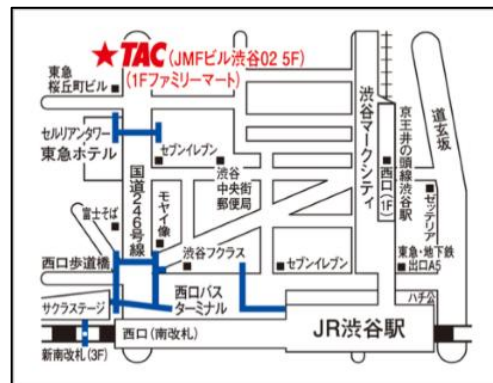 ★TAC(JMFビル渋谷02 5F)
(1Fファミリーマート)
東急
桜丘町ビル
セルリアンタワー
東急ホテル
国道246号線
セブンイレブン
渋谷
中央街
郵便局
モヤイ像
富士そば
西口歩道橋
渋谷フクラス
セブンイレブン
サクラステージ
西口バス
ターミナル
新南改札(3F)
西口(南改札)
JR渋谷駅
渋谷マークシティ
西口(1F)
京王井の頭線渋谷駅
道玄坂
ゼッテリア
東急・地下鉄
出口A5
ハチ公